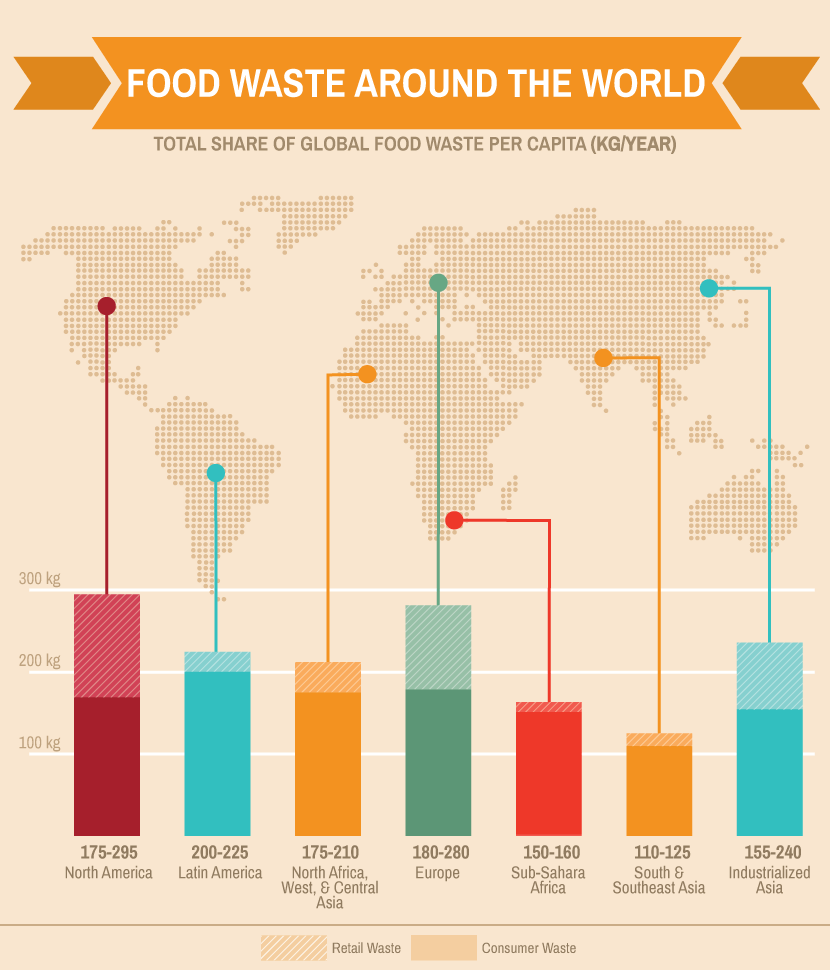 FOOD WASTE AROUND THE WORLD
TOTAL SHARE OF GLOBAL FOOD WASTE PER CAPITA (KG/YEAR)
300 kg
200 kg
100 kg
175-295
North America
200-225
Latin America
175-210
North Africa,
West, & Central
Asia
180-280
Europe
150-160
Sub-Sahara
Africa
110-125
South &
Southeast Asia
155-240
Industrialized
Asia
Retail Waste
Consumer Waste